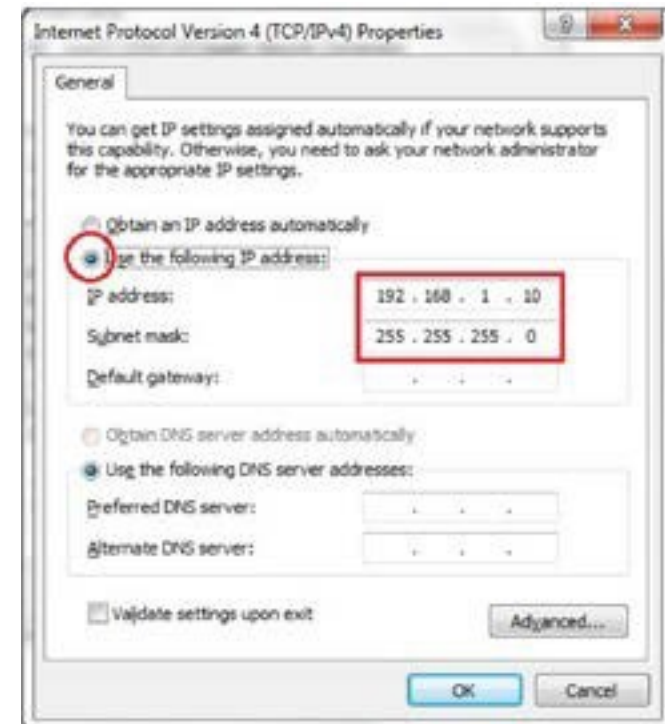 Internet Protocol Version 4 (TCP/IPv4) Properties
General
You can get IP settings assigned automatically if your network supports
this capability. Otherwise, you need to ask your network administrator
for the appropriate IP settings.
Obtain an IP address automatically
Use the following IP address:
IP address: 192 . 168 . 1 . 10
Subnet mask: 255 . 255 . 255 . 0
Default gateway: . . .
Obtain DNS server address automatically
Use the following DNS server addresses:
Preferred DNS server: . . .
Alternate DNS server: . . .
Validate settings upon exit
Advanced...
OK Cancel